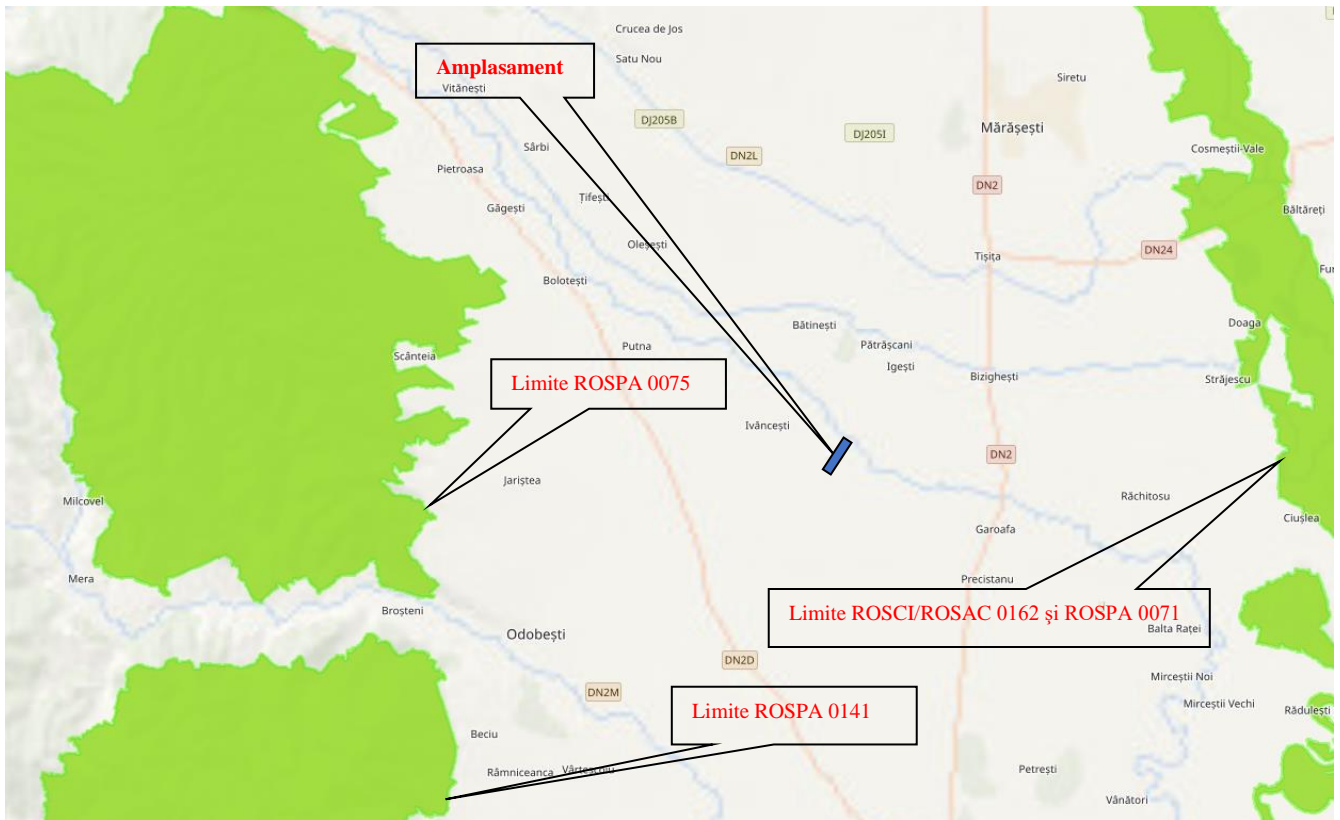 Crucea de Jos
Satu Nou
Amplasament
Vitănești
Siretu
DJ205B
DJ205I
Mărășești
Sârbi
DN2L
Cosmeștii-Vale
Pietroasa
DN2
Țifești
Găgești
Băltăreți
Oleșești
DN24
Tișița
Bolotești
Bătinești
Doaga
Putna
Pătrășcani
Scânteia
Igești
Bizighești
Străjescu
Limite ROSPA 0075
Ivâncești
DN2
Jariștea
Răchitosu
Milcovel
Ciușlea
Garoafa
Mera
Precistanu
Broșteni
Limite ROSCI/ROSAC 0162 și ROSPA 0071
Balta Raței
Odobești
DN2D
Mirceștii Noi
DN2M
Mirceștii Vechi
Limite ROSPA 0141
Rădulești
Beciu
Râmniceanca
Petrești
Vânători